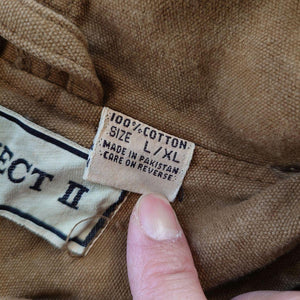 100% COTTON
SIZE L/XL
MADE IN PAKISTAN
CARE ON REVERSE
ECT II